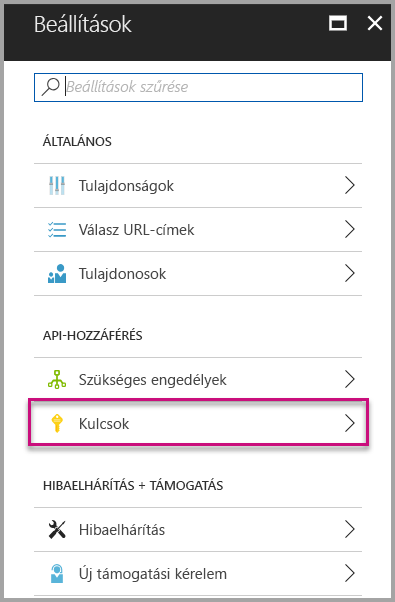 Beállítások
Beállítások szűrése
ÁLTALÁNOS
Tulajdonságok
Válasz URL-címek
Tulajdonosok
API-HOZZÁFÉRÉS
Szükséges engedélyek
Kulcsok
HIBAELHÁRÍTÁS + TÁMOGATÁS
Hibaelhárítás
Új támogatási kérelem